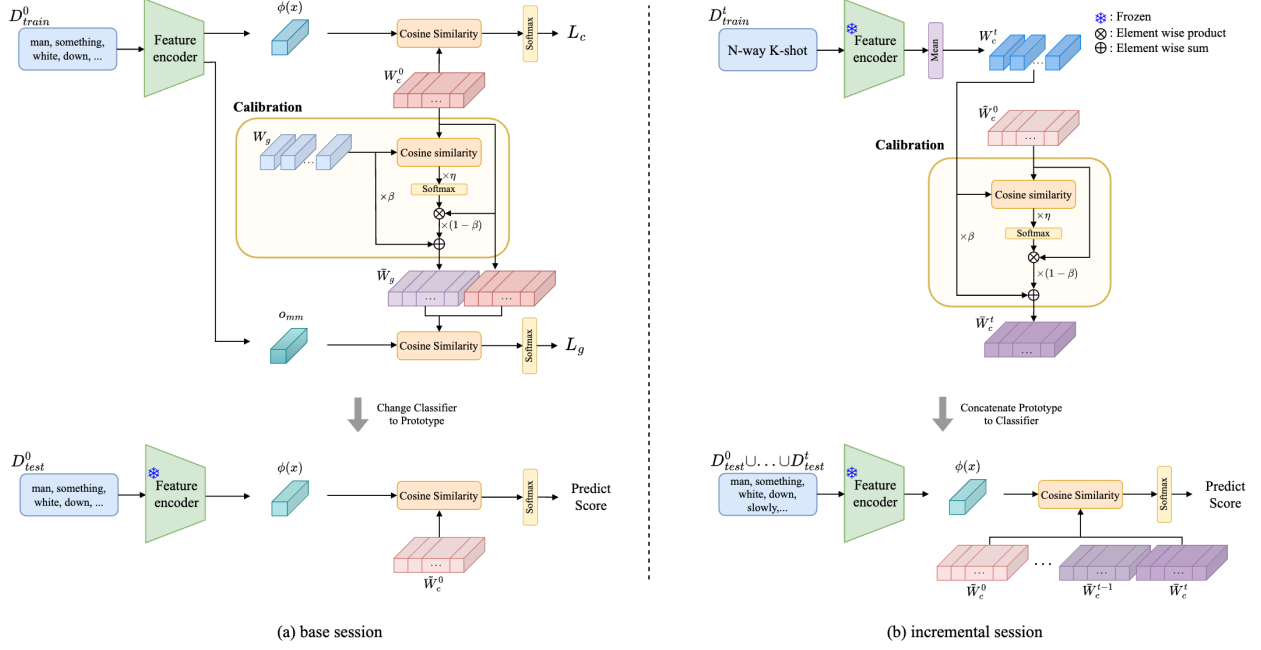 D^0_{train}
man, something,
white, down, ...
Feature
encoder
ϕ(x)
Cosine Similarity
Softmax
L_c
W^0_c
...
Calibration
W_g
...
Cosine similarity
×η
Softmax
×β
×(1 − β)
W̄_g
...
...
o_{mm}
Cosine Similarity
Softmax
L_g
Change Classifier
to Prototype
D^0_{test}
man, something,
white, down, ...
Feature
encoder
ϕ(x)
Cosine Similarity
Softmax
Predict
Score
...
W̃^0_c
(a) base session
D^t_{train}
N-way K-shot
Feature
encoder
Mean
W^t_c
...
: Frozen
: Element wise product
: Element wise sum
W̃^0_c
...
Calibration
Cosine similarity
×η
Softmax
×β
×(1 − β)
W̄^t_c
...
Concatenate Prototype
to Classifier
D^0_{test}∪...∪D^t_{test}
man, something,
white, down,
slowly,...
Feature
encoder
ϕ(x)
Cosine Similarity
Softmax
Predict
Score
...
...
...
...
W̃^0_c
W̄^{t−1}_c
W̄^t_c
(b) incremental session